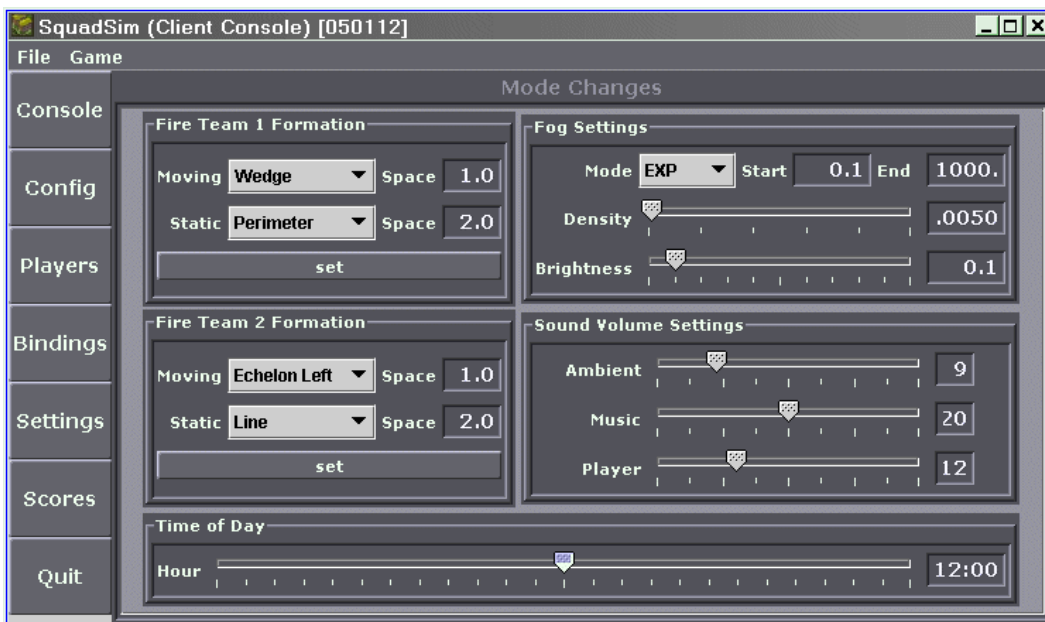 SquadSim (Client Console) [050112]
File Game
Mode Changes
Console
Config
Players
Bindings
Settings
Scores
Quit
Fire Team 1 Formation
Moving Wedge Space 1.0
Static Perimeter Space 2.0
set
Fire Team 2 Formation
Moving Echelon Left Space 1.0
Static Line Space 2.0
set
Fog Settings
Mode EXP Start 0.1 End 1000.
Density .0050
Brightness 0.1
Sound Volume Settings
Ambient 9
Music 20
Player 12
Time of Day
Hour 12:00